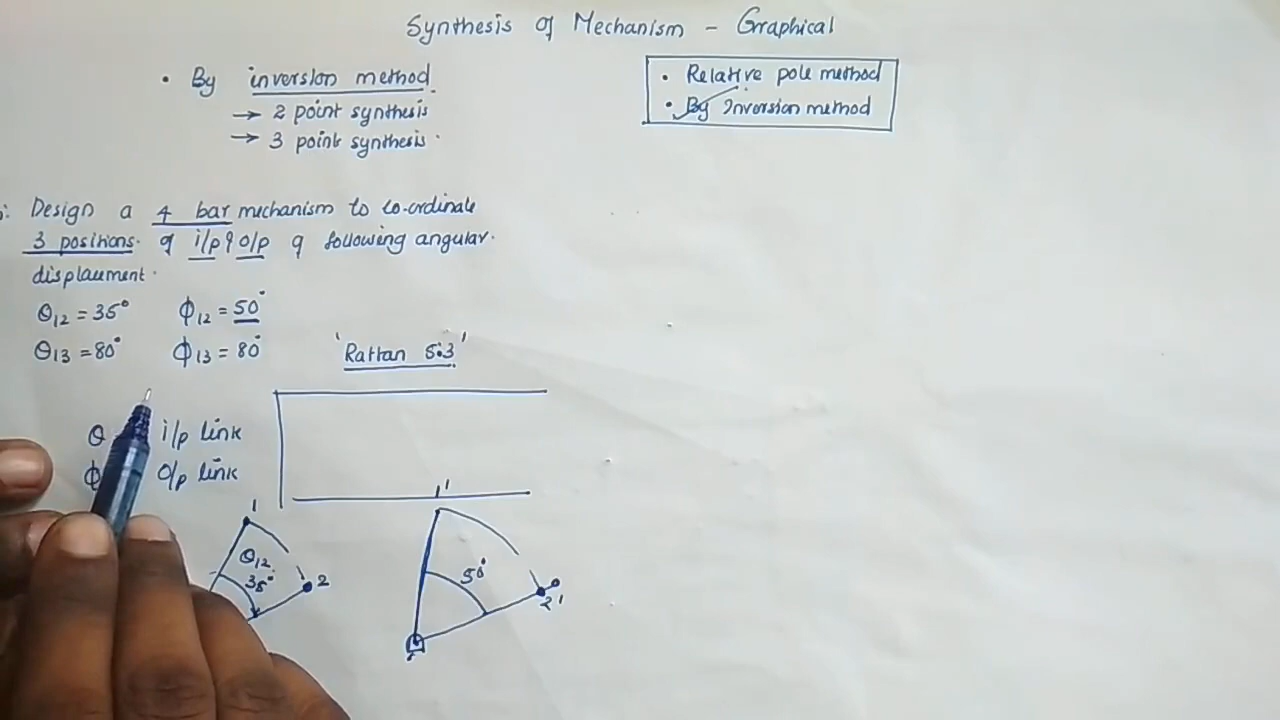 Synthesis of Mechanism - Graphical
• By inversion method.
→ 2 point synthesis
→ 3 point synthesis.
• Relative pole method
• By Inversion method
Design a 4 bar mechanism to co-ordinate
3 positions. of i/p & o/p of following angular.
displacment.
θ12 = 35° ϕ12 = 50°
θ13 = 80° ϕ13 = 80°
'Rattan 5.3'
θ i/p link
ϕ o/p link
1
θ12
35°
2
1'
50°
2'